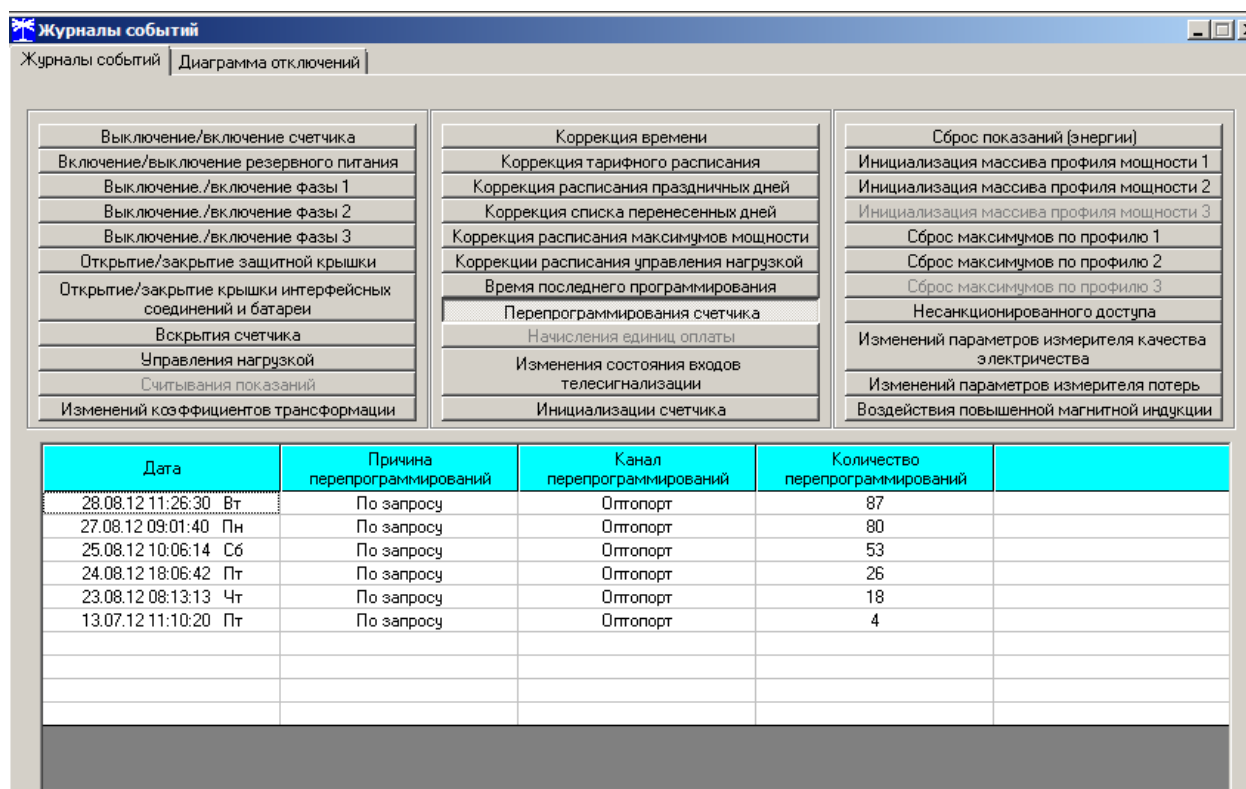 Журналы событий
Журналы событий
Диаграмма отключений
Выключение/включение счетчика
Включение/выключение резервного питания
Выключение./включение фазы 1
Выключение./включение фазы 2
Выключение./включение фазы 3
Открытие/закрытие защитной крышки
Открытие/закрытие крышки интерфейсных
соединений и батареи
Вскрытия счетчика
Управления нагрузкой
Считывания показаний
Изменений коэффициентов трансформации
Коррекция времени
Коррекция тарифного расписания
Коррекция расписания праздничных дней
Коррекция списка перенесенных дней
Коррекция расписания максимумов мощности
Коррекции расписания управления нагрузкой
Время последнего программирования
Перепрограммирования счетчика
Начисления единиц оплаты
Изменения состояния входов
телесигнализации
Инициализации счетчика
Сброс показаний (энергии)
Инициализация массива профиля мощности 1
Инициализация массива профиля мощности 2
Инициализация массива профиля мощности 3
Сброс максимумов по профилю 1
Сброс максимумов по профилю 2
Сброс максимумов по профилю 3
Несанкционированного доступа
Изменений параметров измерителя качества
электричества
Изменений параметров измерителя потерь
Воздействия повышенной магнитной индукции
Дата Причина перепрограммирований Канал перепрограммирований Количество перепрограммирований
28.08.12 11:26:30 Вт По запросу Оптопорт 87
27.08.12 09:01:40 Пн По запросу Оптопорт 80
25.08.12 10:06:14 Сб По запросу Оптопорт 53
24.08.12 18:06:42 Пт По запросу Оптопорт 26
23.08.12 08:13:13 Чт По запросу Оптопорт 18
13.07.12 11:10:20 Пт По запросу Оптопорт 4